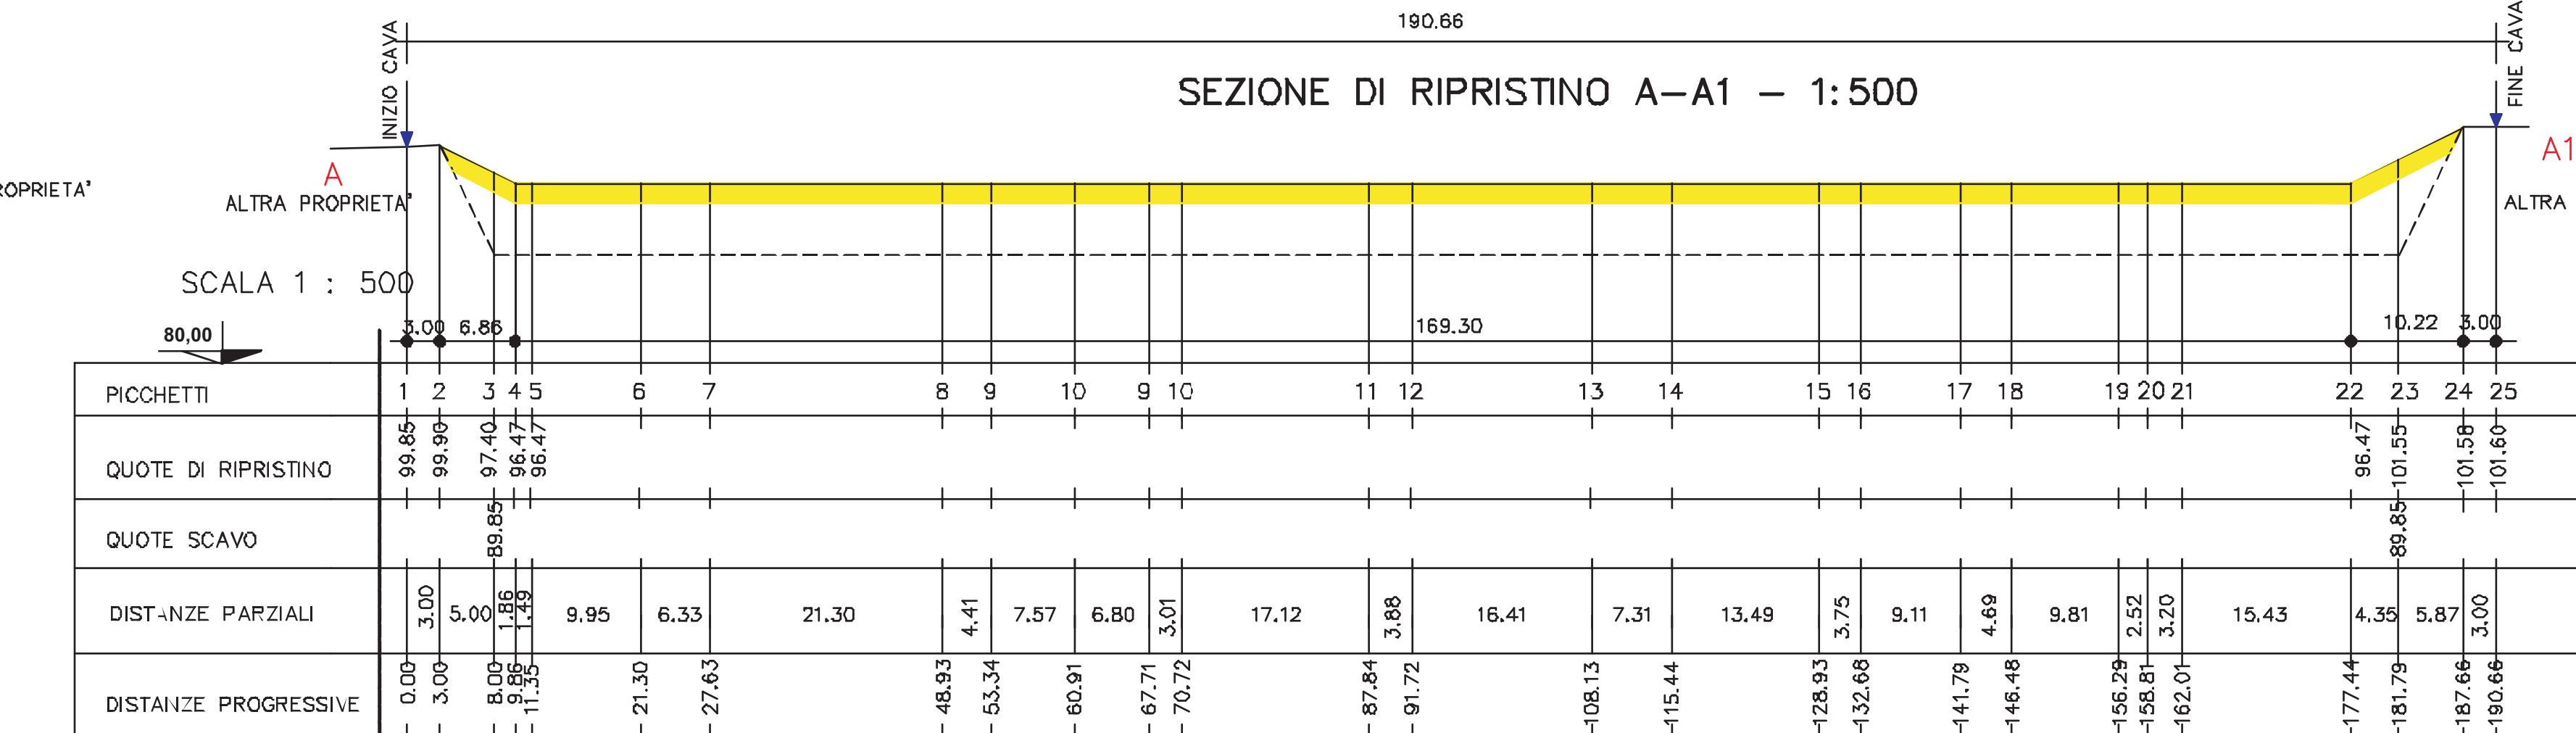 190.66
INIZIO CAVA
FINE CAVA
SEZIONE DI RIPRISTINO A-A1 - 1:500
A
A1
ROPRIETA'
ALTRA PROPRIETA'
ALTRA
SCALA 1 : 500
80,00
3.00 6.86 169.30 10.22 3.00
PICCHETTI 1 2 3 4 5 6 7 8 9 10 9 10 11 12 13 14 15 16 17 18 19 20 21 22 23 24 25
QUOTE DI RIPRISTINO 99.85 99.90 97.40 96.47 96.47 96.47 101.55 101.58 101.60
QUOTE SCAVO 89.85 89.85
DISTANZE PARZIALI 3.00 5.00 1.86 1.49 9.95 6.33 21.30 4.41 7.57 6.80 3.01 17.12 3.88 16.41 7.31 13.49 3.75 9.11 4.69 9.81 2.52 3.20 15.43 4.35 5.87 3.00
DISTANZE PROGRESSIVE 0.00 3.00 8.00 9.86 11.35 21.30 27.63 48.93 53.34 60.91 67.71 70.72 87.84 91.72 108.13 115.44 128.93 132.68 141.79 146.48 156.29 158.81 162.01 177.44 181.79 187.66 190.66